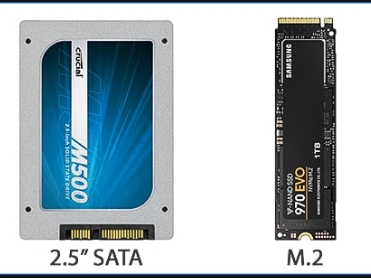 crucial
M500
2.5-inch SOLID STATE DRIVE
2.5” SATA
SAMSUNG
V-NAND SSD
970 EVO
NVMe M.2
1TB
M.2